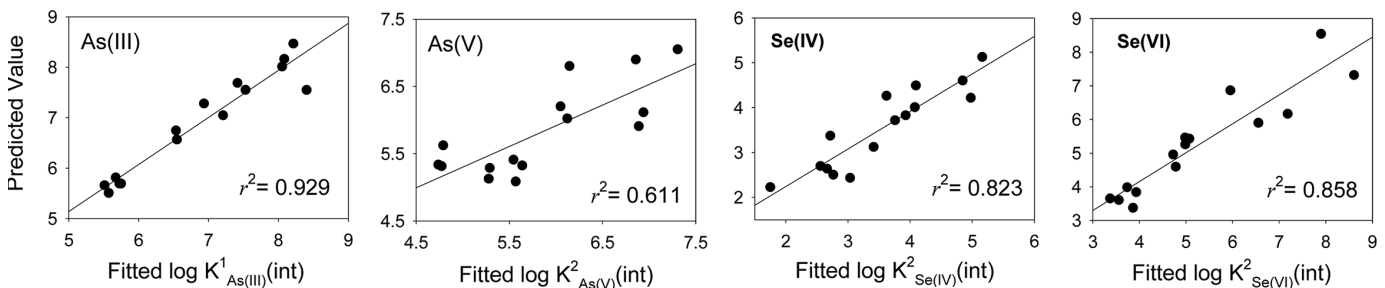 Predicted Value
As(III)
9
8
7
6
5
5 6 7 8 9
r²= 0.929
Fitted log K¹As(III)(int)
As(V)
7.5
6.5
5.5
4.5
4.5 5.5 6.5 7.5
r²= 0.611
Fitted log K²As(V)(int)
Se(IV)
6
5
4
3
2
2 3 4 5 6
r²= 0.823
Fitted log K²Se(IV)(int)
Se(VI)
9
8
7
6
5
4
3
3 4 5 6 7 8 9
r²= 0.858
Fitted log K²Se(VI)(int)